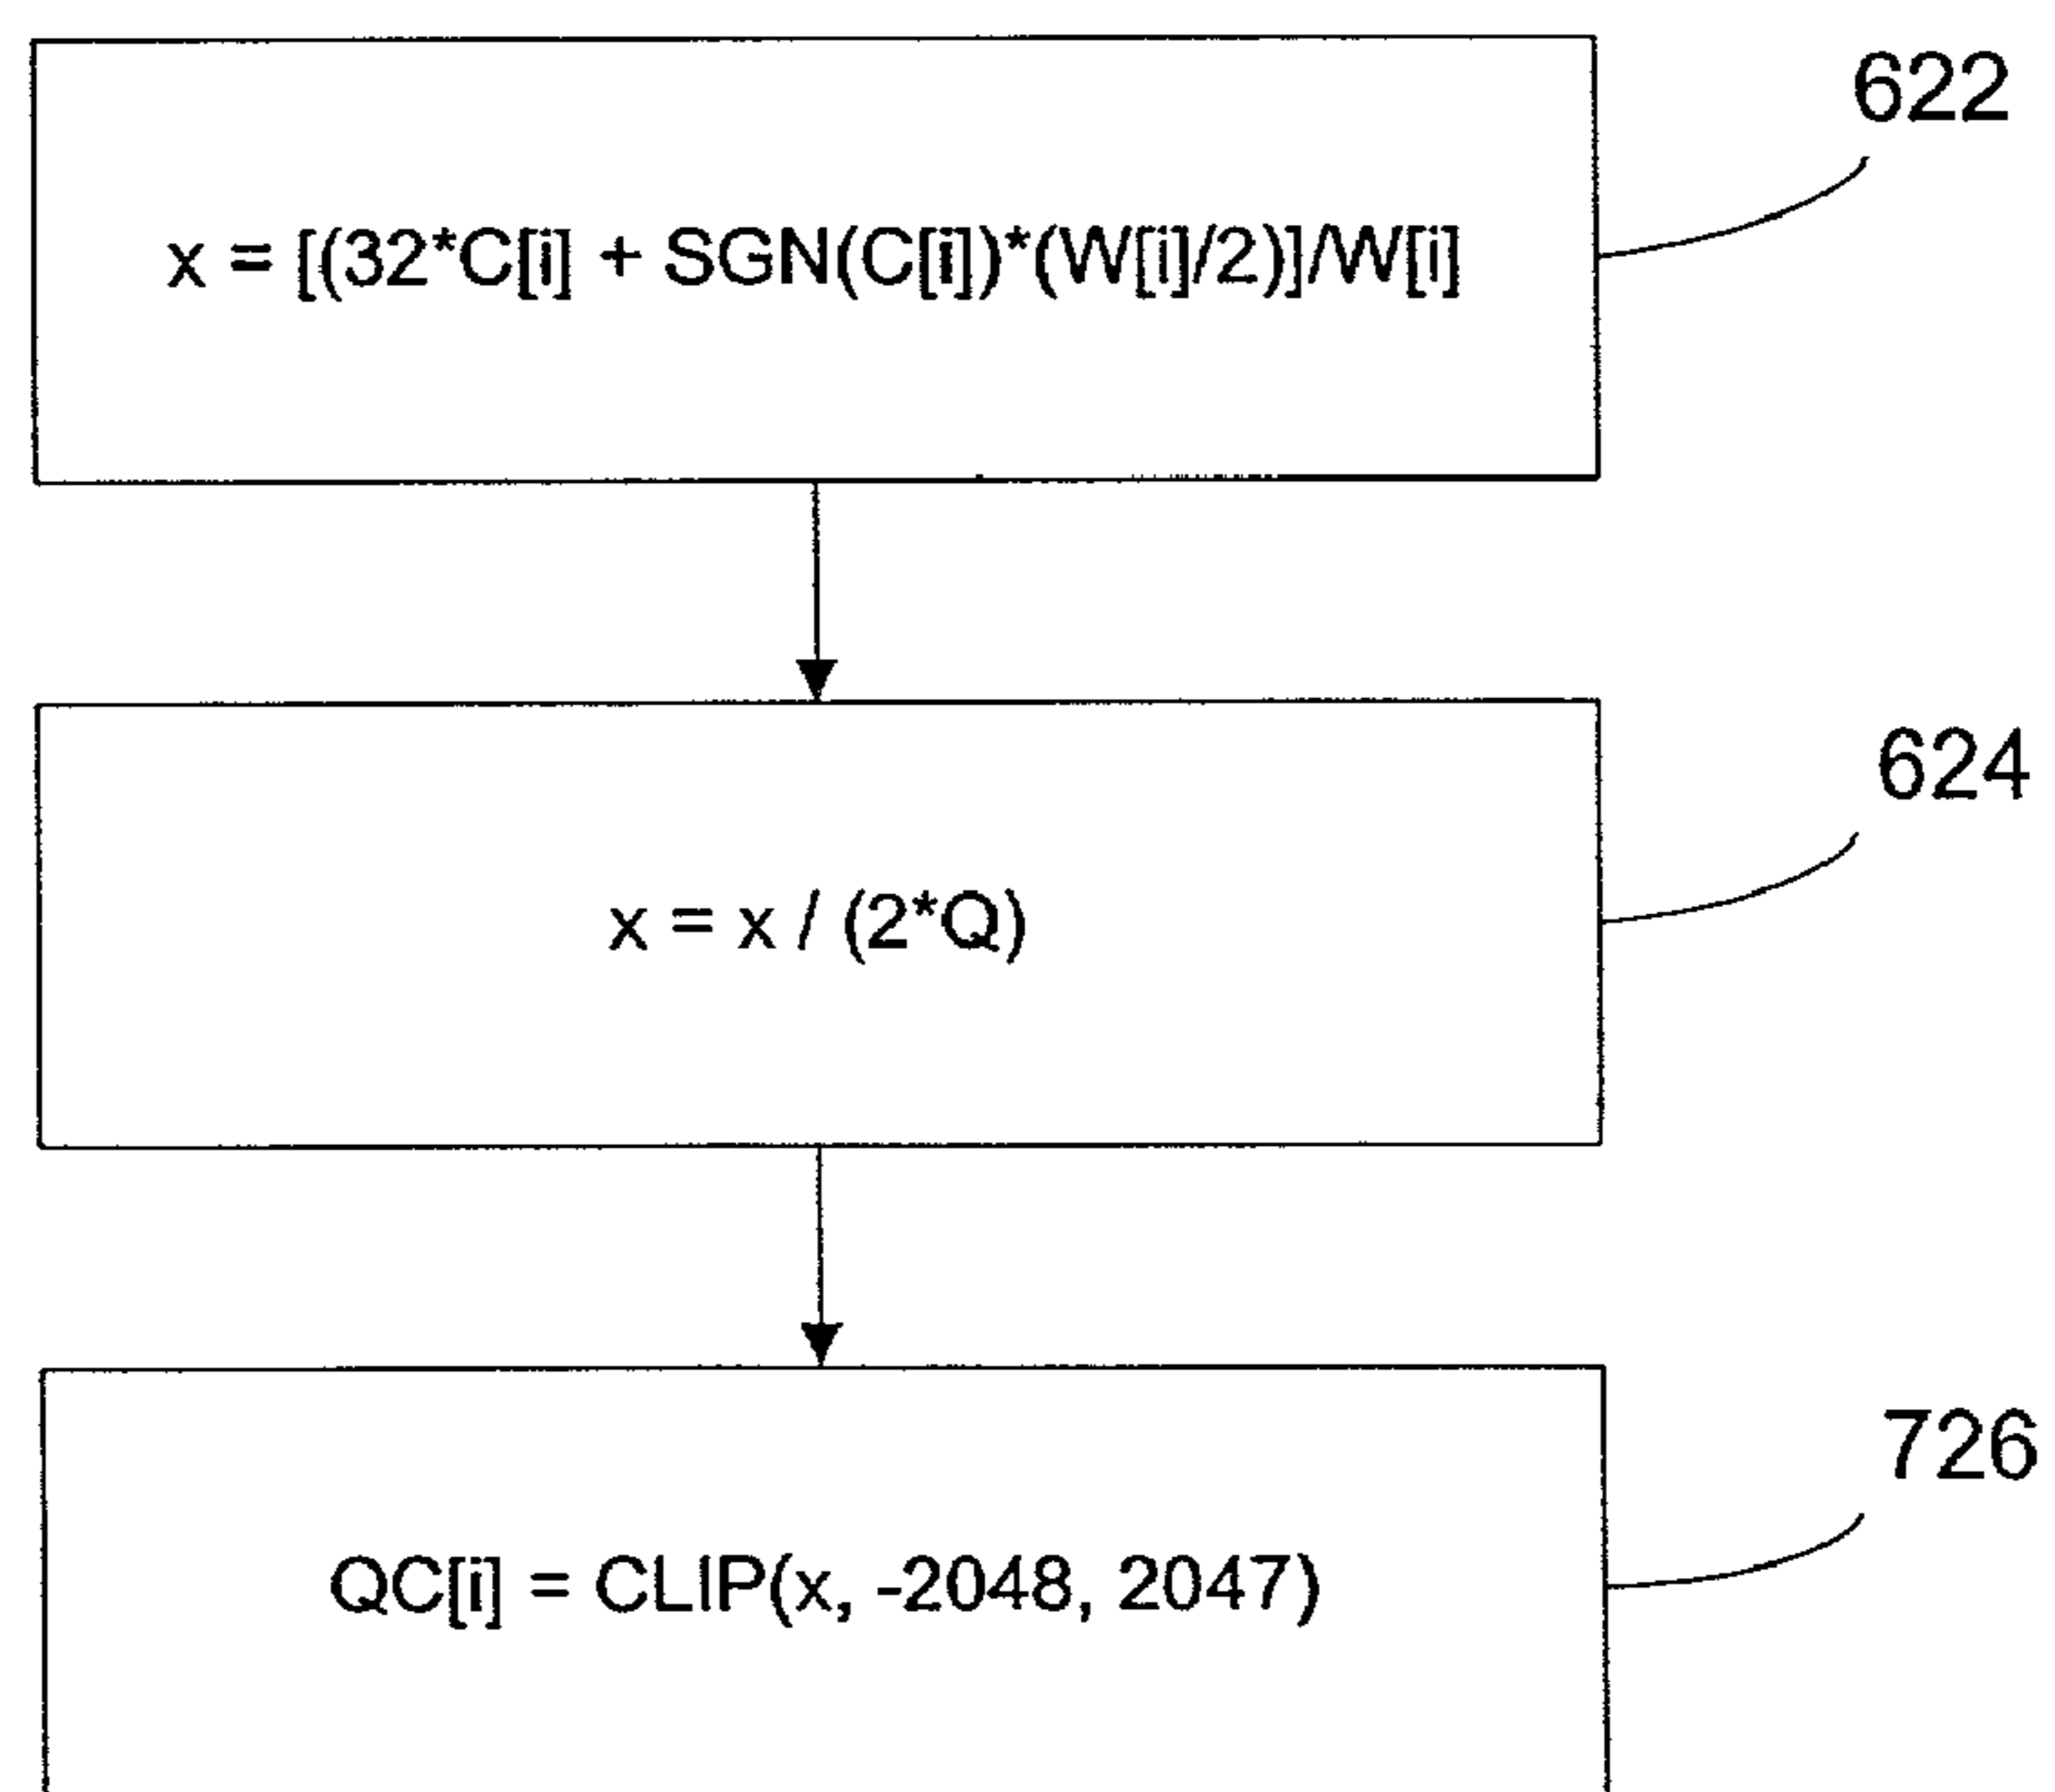 622
x = [(32*C[i] + SGN(C[i])*(W[i]/2)]/W[i]
624
x = x / (2*Q)
726
QC[i] = CLIP(x, -2048, 2047)